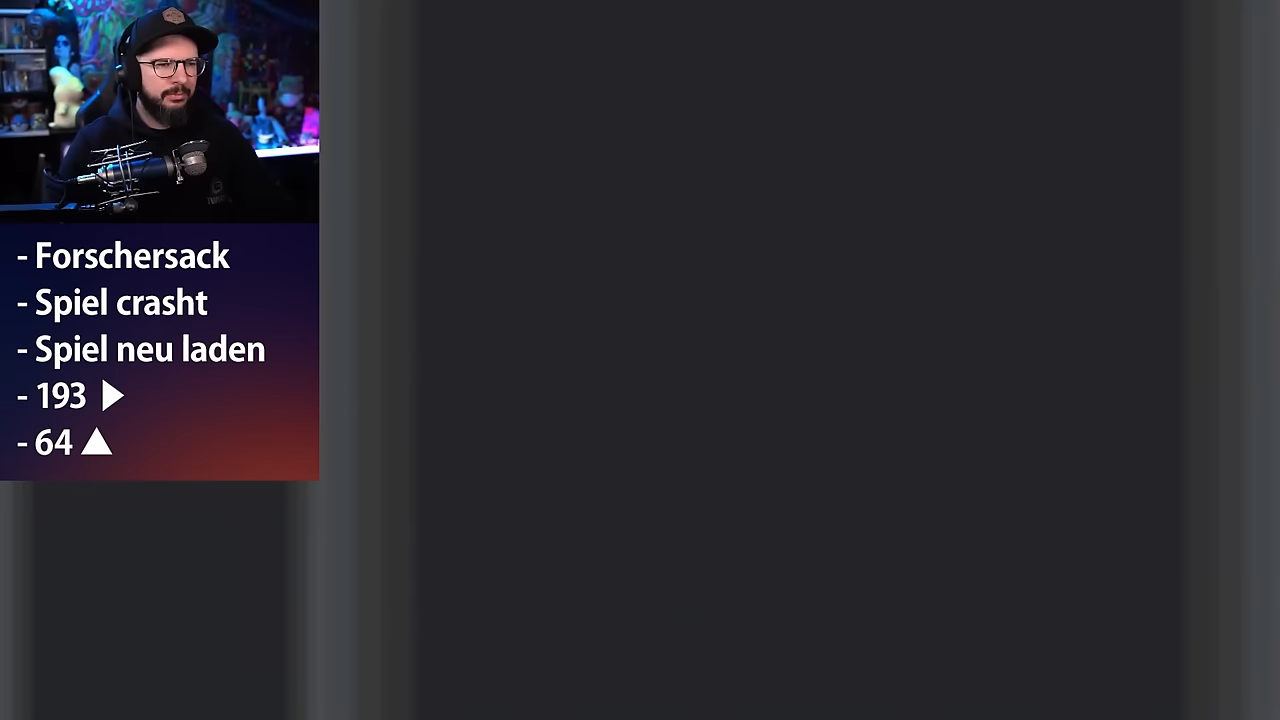 - Forschersack
- Spiel crasht
- Spiel neu laden
- 193 ▶
- 64 ▲